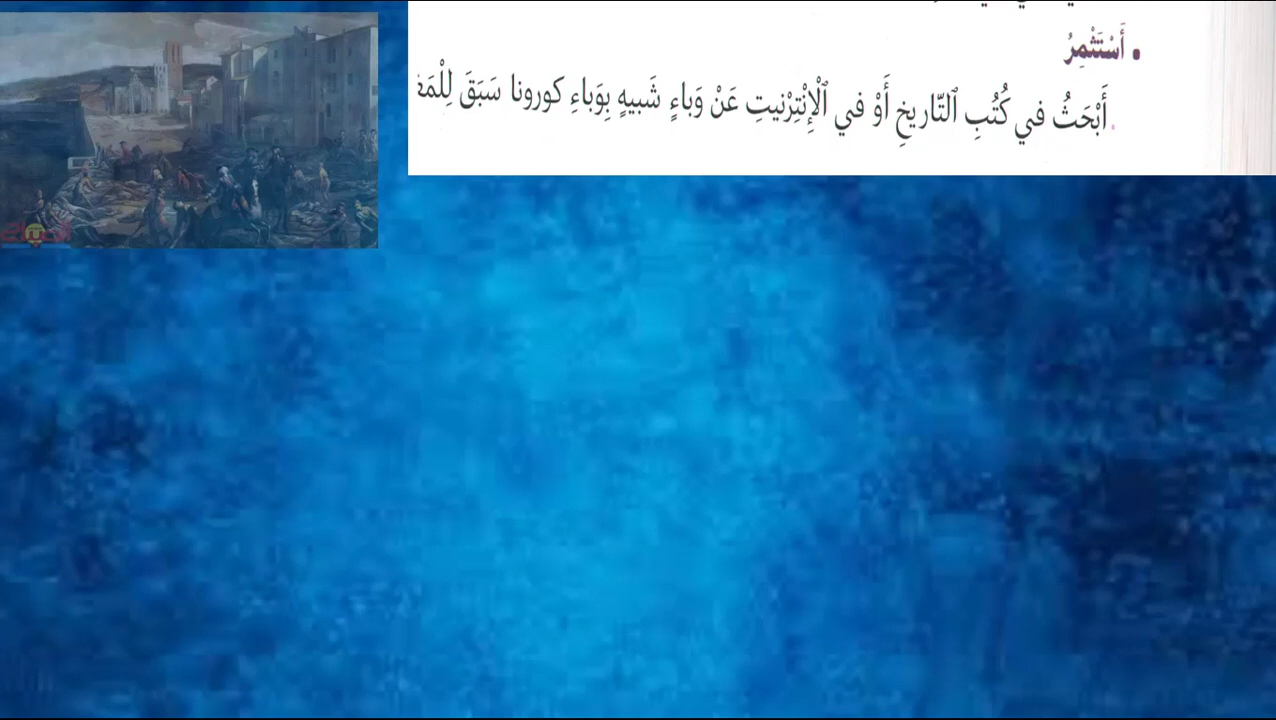 • أَسْتَثْمِرُ
أَبْحَثُ في كُتُبِ ٱلتّاريخِ أَوْ في ٱلْإِنْتِرْنيتِ عَنْ وَباءٍ شَبيهٍ بِوَباءِ كورونا سَبَقَ